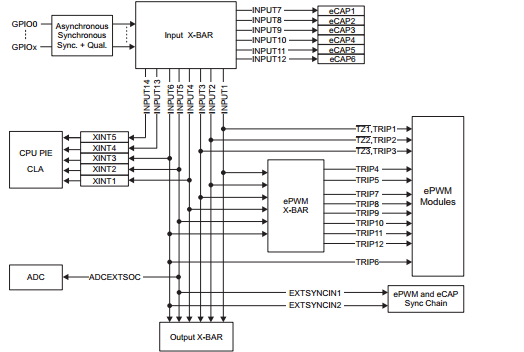 GPIO0
GPIOx
Asynchronous
Synchronous
Sync. + Qual.
Input X-BAR
INPUT7
eCAP1
INPUT8
eCAP2
INPUT9
eCAP3
INPUT10
eCAP4
INPUT11
eCAP5
INPUT12
eCAP6
INPUT14
INPUT13
INPUT6
INPUT5
INPUT4
INPUT3
INPUT2
INPUT1
CPU PIE
CLA
XINT5
XINT4
XINT3
XINT2
XINT1
TZ1,TRIP1
TZ2,TRIP2
TZ3,TRIP3
ePWM
X-BAR
TRIP4
TRIP5
TRIP7
TRIP8
TRIP9
TRIP10
TRIP11
TRIP12
TRIP6
ePWM
Modules
ADC
ADCEXTSOC
EXTSYNCIN1
EXTSYNCIN2
ePWM and eCAP
Sync Chain
Output X-BAR